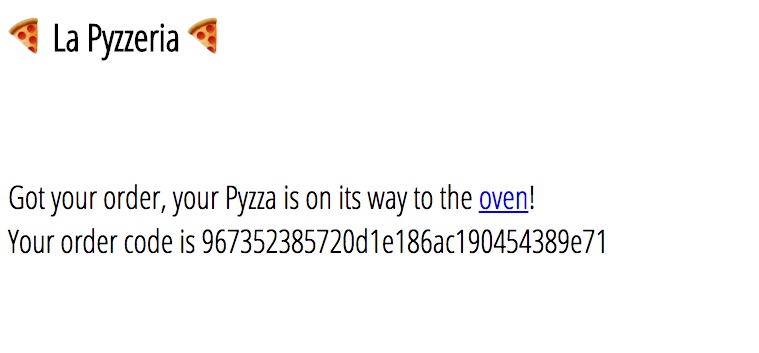 🍕 La Pyzzeria 🍕
Got your order, your Pyzza is on its way to the oven!
Your order code is 967352385720d1e186ac190454389e71